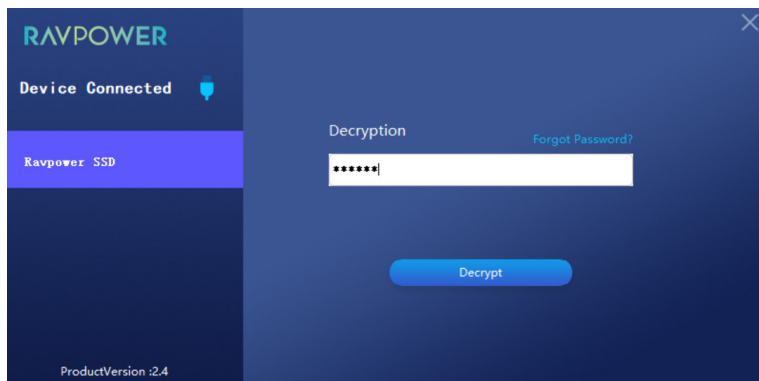 RAVPOWER
Device Connected
Ravpower SSD
ProductVersion :2.4
Decryption
Forgot Password?
******
Decrypt